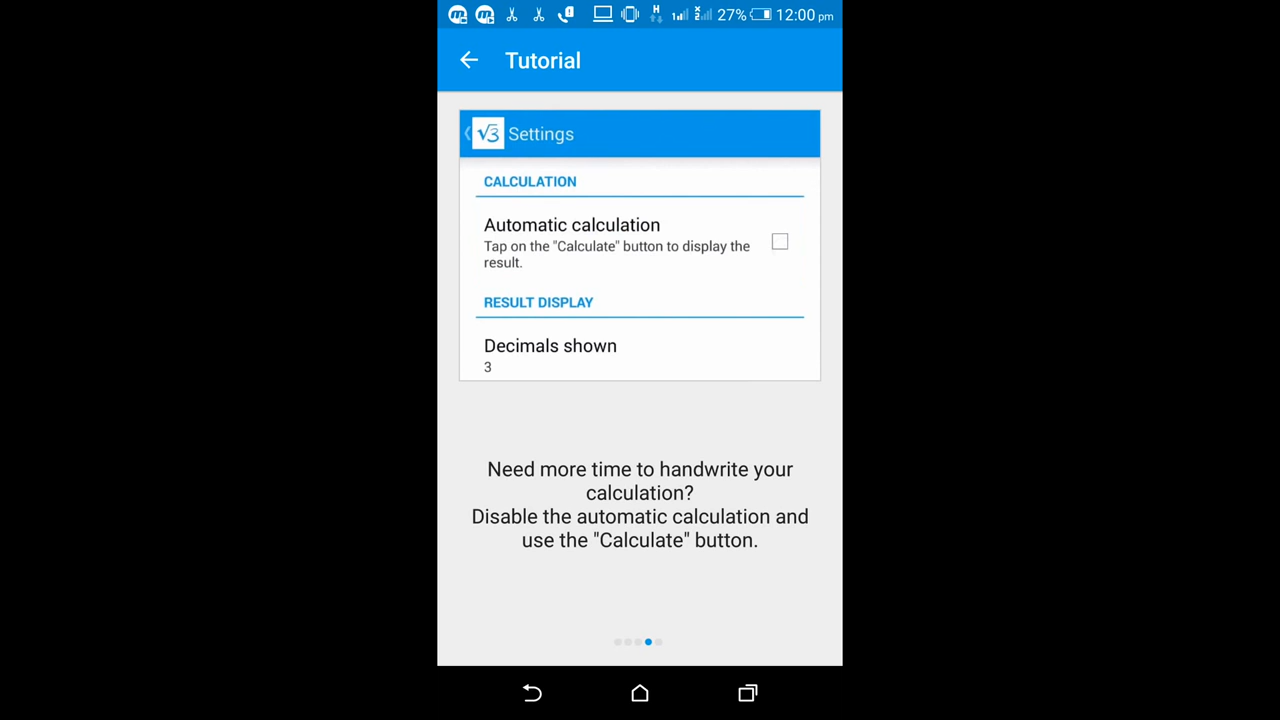 27% 12:00 pm
Tutorial
√3 Settings
CALCULATION
Automatic calculation
Tap on the "Calculate" button to display the
result.
RESULT DISPLAY
Decimals shown
3
Need more time to handwrite your
calculation?
Disable the automatic calculation and
use the "Calculate" button.